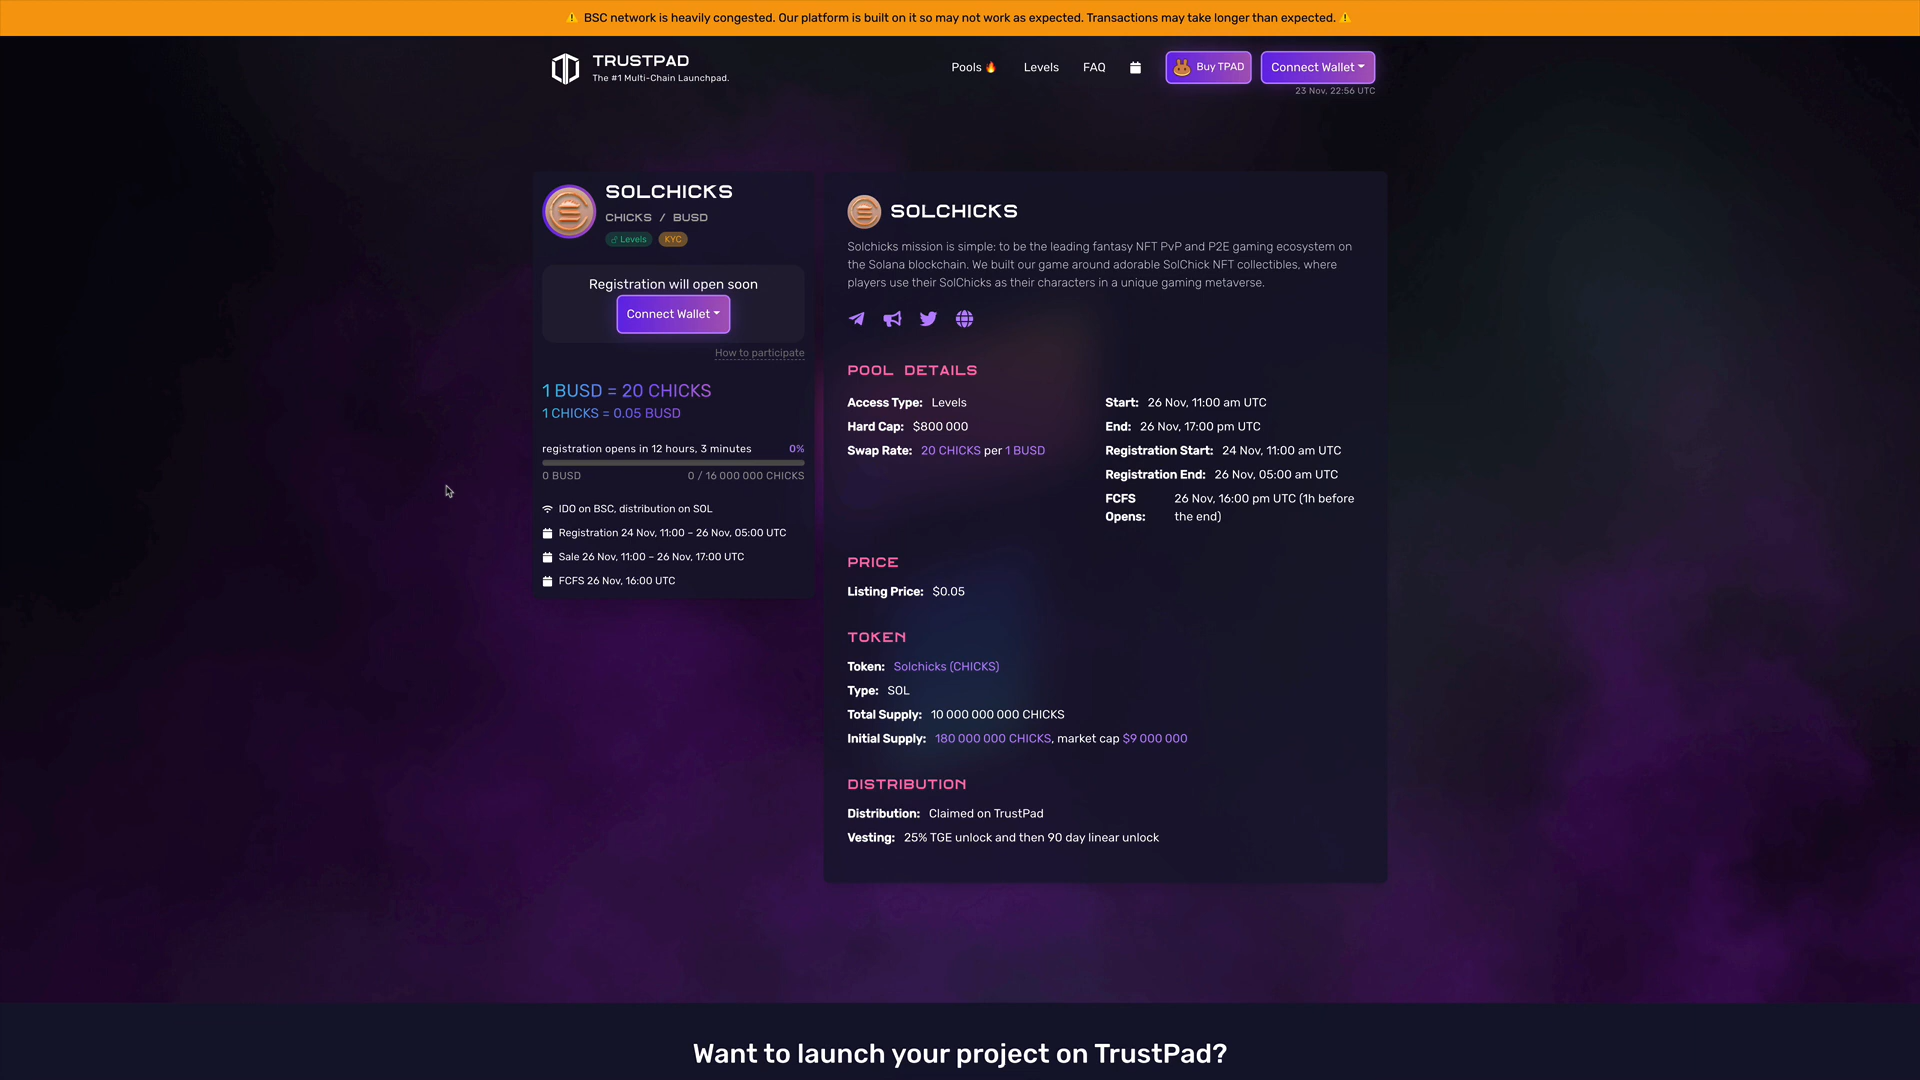 ⚠️ BSC network is heavily congested. Our platform is built on it so may not work as expected. Transactions may take longer than expected. ⚠️
TRUSTPAD
The #1 Multi-Chain Launchpad.
Pools 🔥
Levels
FAQ
Buy TPAD
Connect Wallet
23 Nov, 22:56 UTC
SOLCHICKS
CHICKS / BUSD
Levels
KYC
Registration will open soon
Connect Wallet
How to participate
1 BUSD = 20 CHICKS
1 CHICKS = 0.05 BUSD
registration opens in 12 hours, 3 minutes 0%
0 BUSD 0 / 16 000 000 CHICKS
IDO on BSC, distribution on SOL
Registration 24 Nov, 11:00 – 26 Nov, 05:00 UTC
Sale 26 Nov, 11:00 – 26 Nov, 17:00 UTC
FCFS 26 Nov, 16:00 UTC
SOLCHICKS
Solchicks mission is simple: to be the leading fantasy NFT PvP and P2E gaming ecosystem on
the Solana blockchain. We built our game around adorable SolChick NFT collectibles, where
players use their SolChicks as their characters in a unique gaming metaverse.
POOL DETAILS
Access Type: Levels
Hard Cap: $800 000
Swap Rate: 20 CHICKS per 1 BUSD
Start: 26 Nov, 11:00 am UTC
End: 26 Nov, 17:00 pm UTC
Registration Start: 24 Nov, 11:00 am UTC
Registration End: 26 Nov, 05:00 am UTC
FCFS 26 Nov, 16:00 pm UTC (1h before
Opens: the end)
PRICE
Listing Price: $0.05
TOKEN
Token: Solchicks (CHICKS)
Type: SOL
Total Supply: 10 000 000 000 CHICKS
Initial Supply: 180 000 000 CHICKS, market cap $9 000 000
DISTRIBUTION
Distribution: Claimed on TrustPad
Vesting: 25% TGE unlock and then 90 day linear unlock
Want to launch your project on TrustPad?